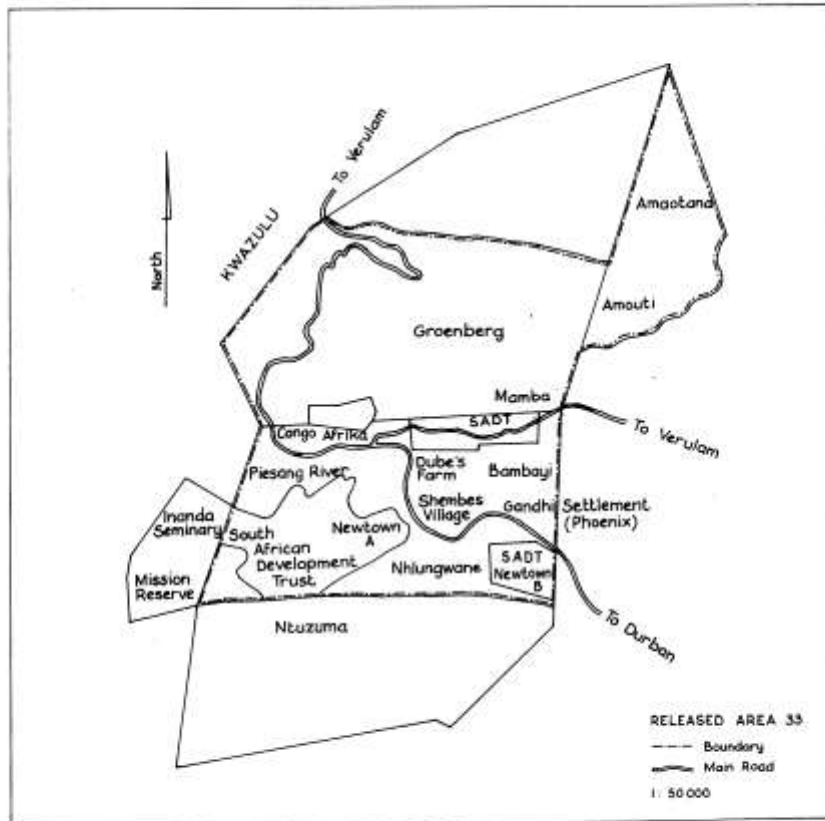 To Verulam
KWAZULU
North
Amaotana
Amouti
Groenberg
Mamba
SADT
Congo Afrika
To Verulam
Piesang River
Dube's
Farm
Bambayi
Shembes
Village
Gandhi Settlement
(Phoenix)
Inanda
Seminary
South
African
Development
Trust
Newtown
A
Mission
Reserve
Nhlungwane
SADT
Newtown
B
Ntuzuma
To Durban
RELEASED AREA 33
Boundary
Main Road
1: 50 000